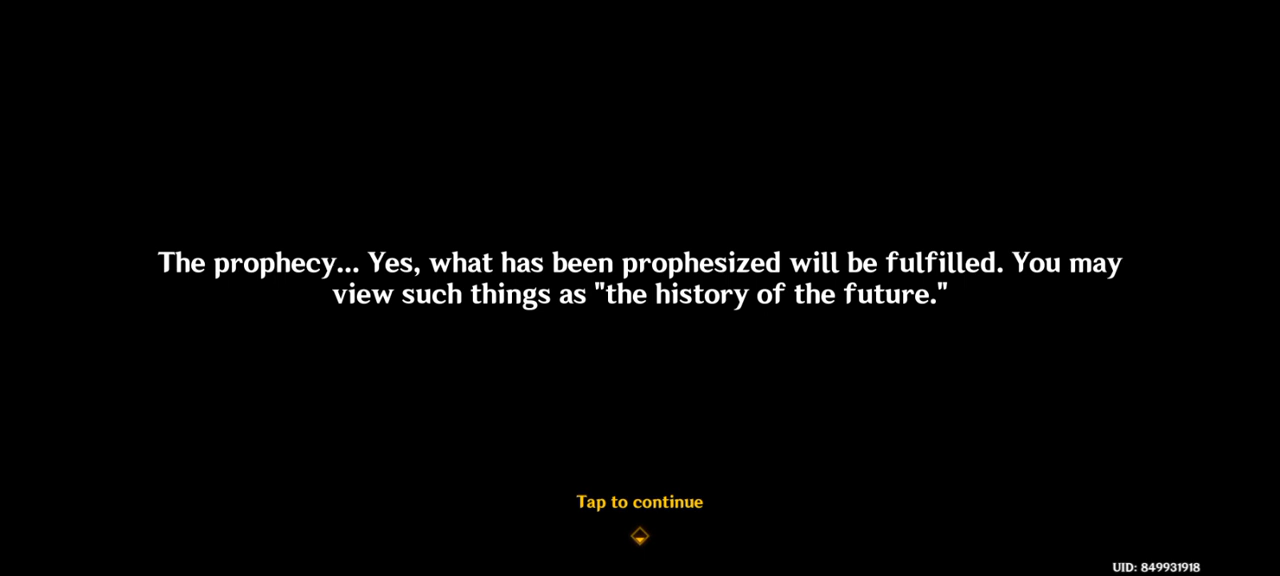 The prophecy... Yes, what has been prophesized will be fulfilled. You may
view such things as "the history of the future."
Tap to continue
UID: 849931918